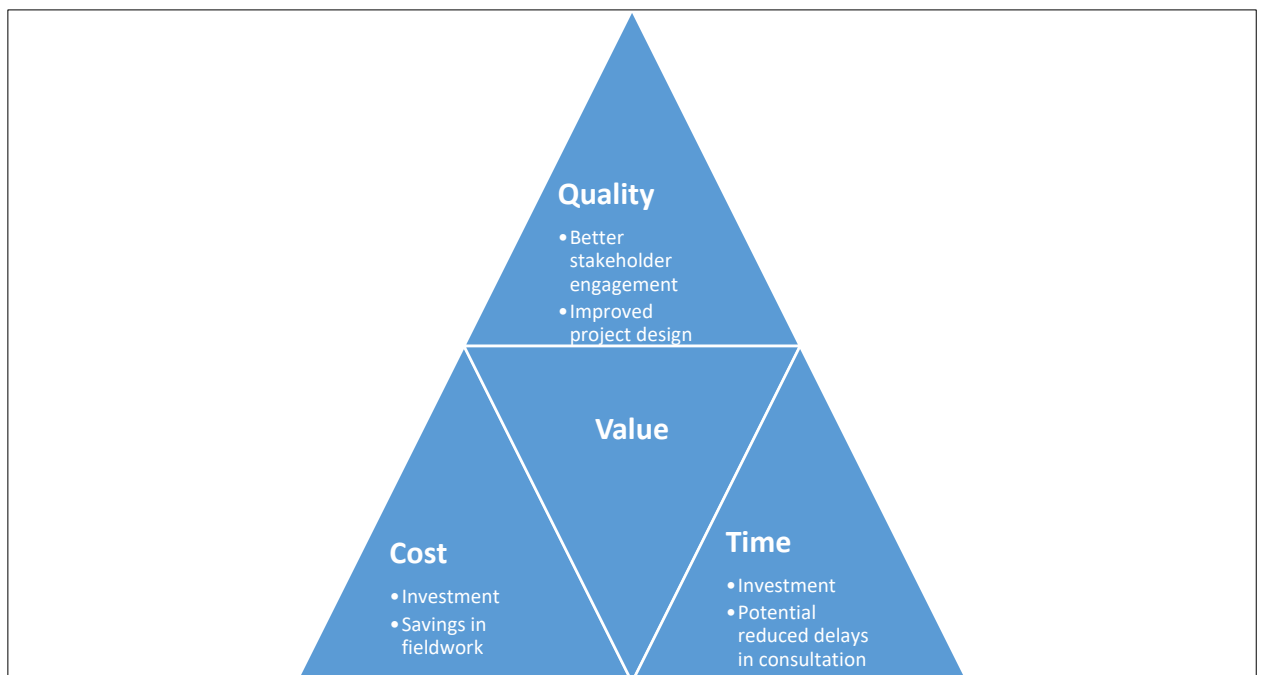 Quality
•Better
stakeholder
engagement
•Improved
project design
Value
Cost
•Investment
•Savings in
fieldwork
Time
•Investment
•Potential
reduced delays
in consultation